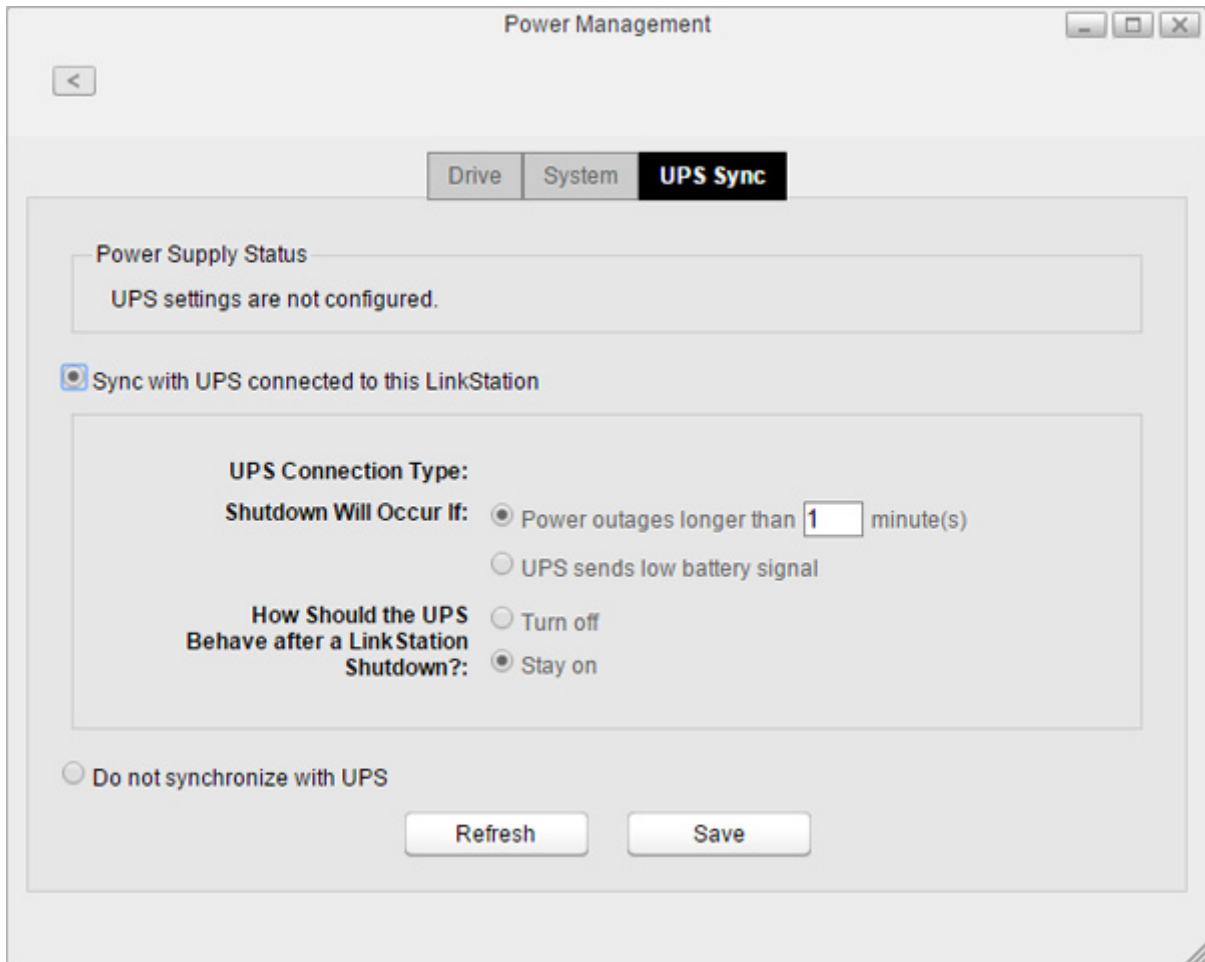 Power Management
<
Drive System UPS Sync
Power Supply Status
UPS settings are not configured.
Sync with UPS connected to this LinkStation
UPS Connection Type:
Shutdown Will Occur If: Power outages longer than 1 minute(s)
UPS sends low battery signal
How Should the UPS Turn off
Behave after a LinkStation
Shutdown?: Stay on
Do not synchronize with UPS
Refresh Save